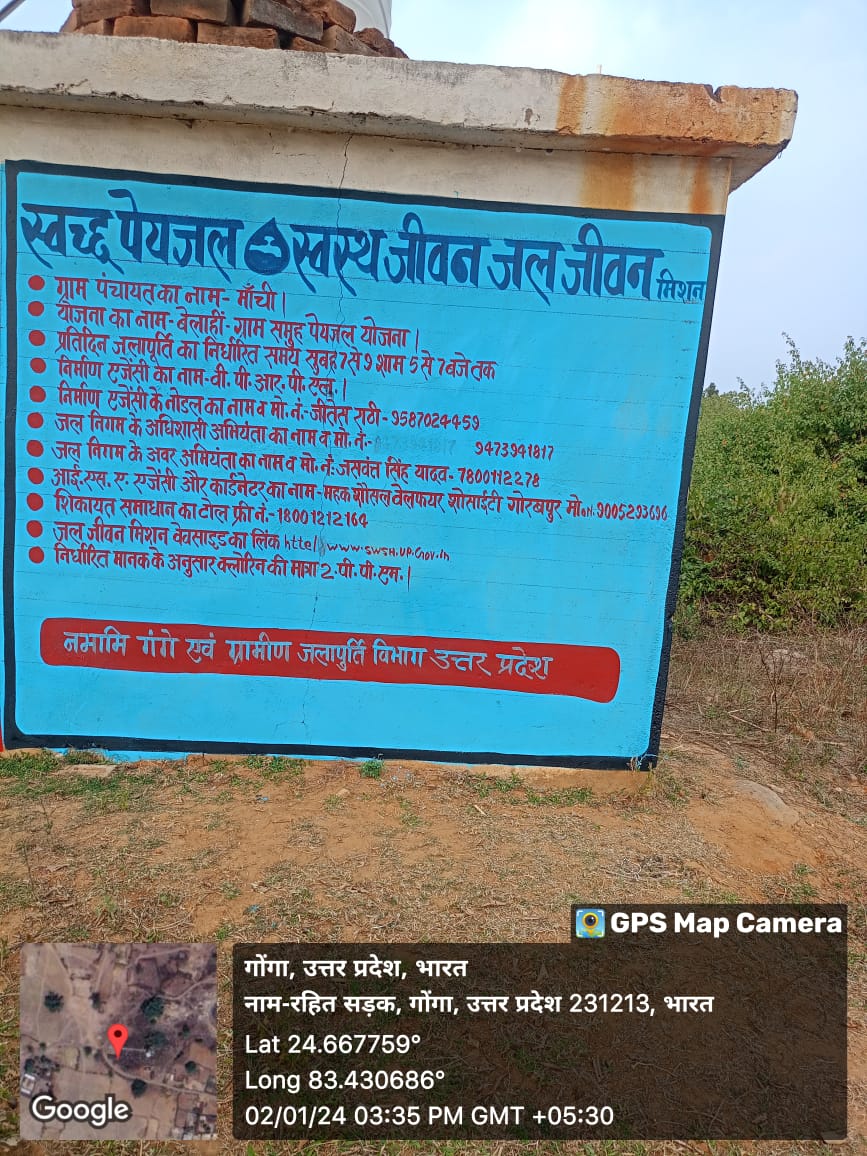 स्वच्छ पेयजल स्वस्थ जीवन जल जीवन मिशन
ग्राम पंचायत का नाम- माँची।
योजना का नाम- बेलाहीं- ग्राम समुह पेयजल योजना।
प्रतिदिन जलापूर्ति का निर्धारित समय सुबह 7 से 9 शाम 5 से 7 बजे तक
निर्माण एजेंसी का नाम-वी. पी. आर. पी. एल.।
निर्माण एजेंसी के नोडल का नाम व मो. नं.- जीतेस राठी - 9587024459
जल निगम के अधिशासी अभियंता का नाम व मो. नं.- 9473941817
जल निगम के अवर अभियंता का नाम व मो. नं. जसवंत सिंह यादव- 7800112278
आई. एस. ए. एजेंसी और कार्डनेटर का नाम- महक शौसल वेलफयर शोसाईटी गोरखपुर मो. 9005293696
शिकायत समाधान का टोल फ्री नं.- 18001212164
जल जीवन मिशन वेवसाइड का लिंक http://www.swsm.up.gov.in
निर्धारित मानक के अनुसार क्लोरिन की मात्रा 2. पी. पी. एम.।
नमामि गंगे एवं ग्रामीण जलापुर्ति विभाग उत्तर प्रदेश
GPS Map Camera
गोंगा, उत्तर प्रदेश, भारत
नाम-रहित सड़क, गोंगा, उत्तर प्रदेश 231213, भारत
Lat 24.667759°
Long 83.430686°
02/01/24 03:35 PM GMT +05:30
Google